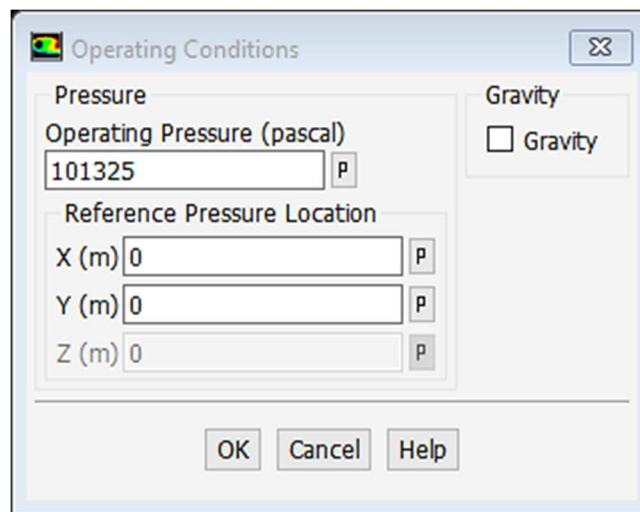 Operating Conditions
Pressure
Operating Pressure (pascal)
101325 P
Reference Pressure Location
X (m) 0 P
Y (m) 0 P
Z (m) 0 P
Gravity
Gravity
OK Cancel Help